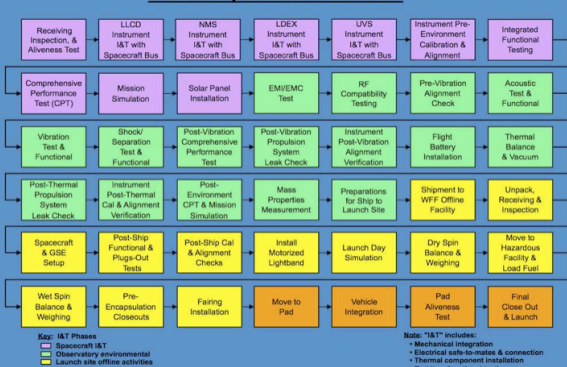 Receiving
Inspection, &
Aliveness Test
LLCD
Instrument
I&T with
Spacecraft Bus
NMS
Instrument
I&T with
Spacecraft Bus
LDEX
Instrument
I&T with
Spacecraft Bus
UVS
Instrument
I&T with
Spacecraft Bus
Instrument Pre-
Environment
Calibration &
Alignment
Integrated
Functional
Testing
Comprehensive
Performance
Test (CPT)
Mission
Simulation
Solar Panel
Installation
EMI/EMC
Test
RF
Compatibility
Testing
Pre-Vibration
Alignment
Check
Acoustic
Test &
Functional
Vibration
Test &
Functional
Shock/
Separation
Test &
Functional
Post-Vibration
Comprehensive
Performance
Test
Post-Vibration
Propulsion
System
Leak Check
Instrument
Post-Vibration
Alignment
Verification
Flight
Battery
Installation
Thermal
Balance
& Vacuum
Post-Thermal
Propulsion
System
Leak Check
Instrument
Post-Thermal
Cal & Alignment
Verification
Post-
Environment
CPT & Mission
Simulation
Mass
Properties
Measurement
Preparations
for Ship to
Launch Site
Shipment to
WFF Offline
Facility
Unpack,
Receiving &
Inspection
Spacecraft
& GSE
Setup
Post-Ship
Functional &
Plugs-Out
Tests
Post-Ship Cal
& Alignment
Checks
Install
Motorized
Lightband
Launch Day
Simulation
Dry Spin
Balance &
Weighing
Move to
Hazardous
Facility &
Load Fuel
Wet Spin
Balance &
Weighing
Pre-
Encapsulation
Closeouts
Fairing
Installation
Move to
Pad
Vehicle
Integration
Pad
Aliveness
Test
Final
Close Out
& Launch
Key: I&T Phases
Spacecraft I&T
Observatory environmental
Launch site offline activities
Note: "I&T" includes:
• Mechanical integration
• Electrical safe-to-mates & connection
• Thermal component installation